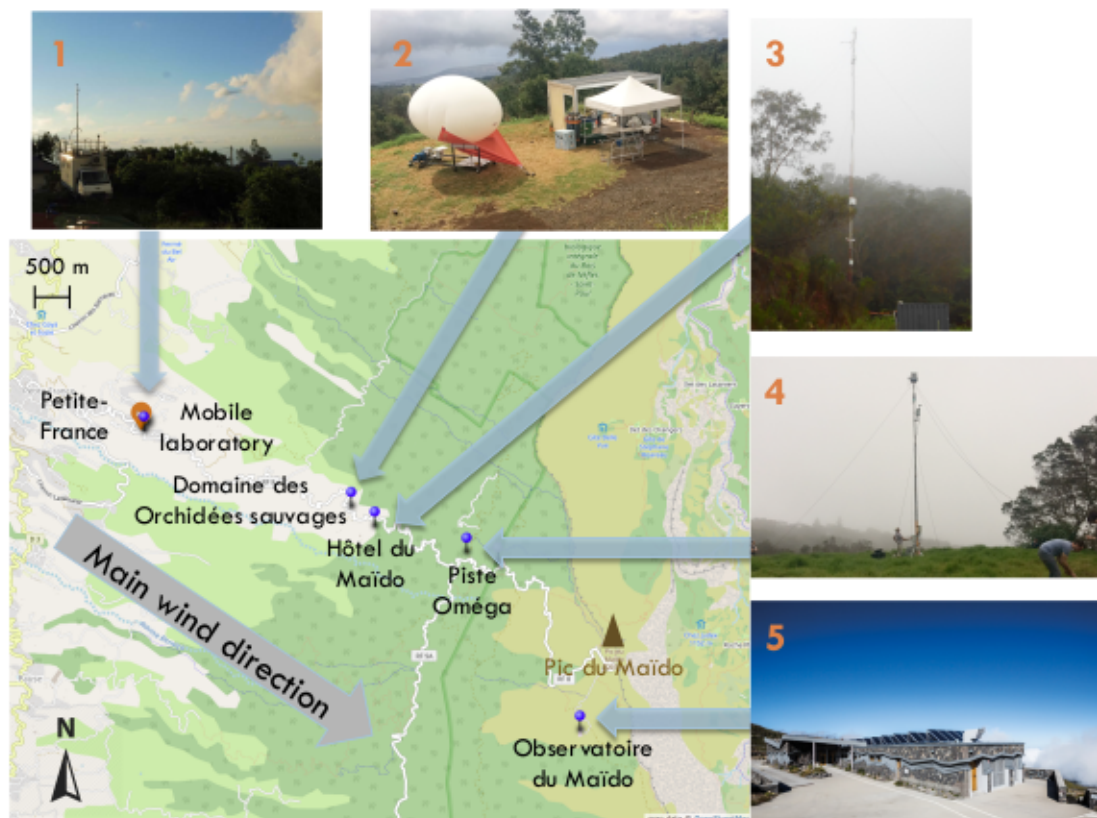 1
2
3
500 m
Petite-
France
Mobile
laboratory
4
Domaine des
Orchidées sauvages
Hôtel du
Maïdo
Piste
Oméga
Main wind direction
Pic du Maïdo
5
N
Observatoire
du Maïdo